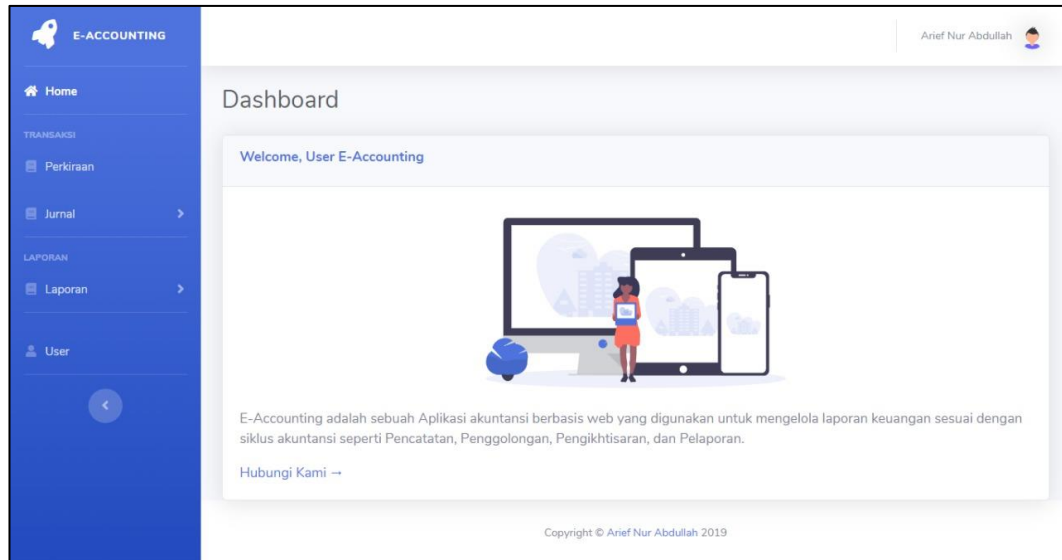 E-ACCOUNTING
Arief Nur Abdullah
Home
Dashboard
TRANSAKSI
Perkiraan
Jurnal
LAPORAN
Laporan
User
Welcome, User E-Accounting
E-Accounting adalah sebuah Aplikasi akuntansi berbasis web yang digunakan untuk mengelola laporan keuangan sesuai dengan
siklus akuntansi seperti Pencatatan, Penggolongan, Pengikhtisaran, dan Pelaporan.
Hubungi Kami →
Copyright © Arief Nur Abdullah 2019